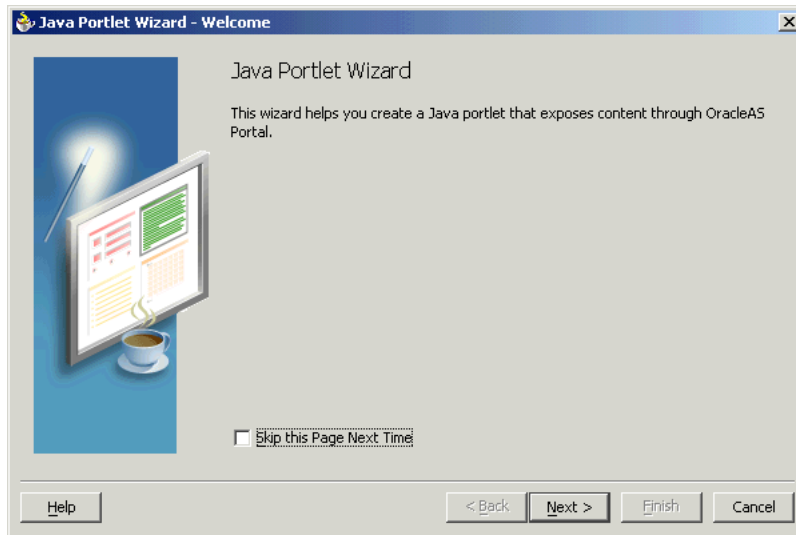 Java Portlet Wizard - Welcome
Java Portlet Wizard
This wizard helps you create a Java portlet that exposes content through OracleAS
Portal.
Skip this Page Next Time
Help
< Back
Next >
Finish
Cancel